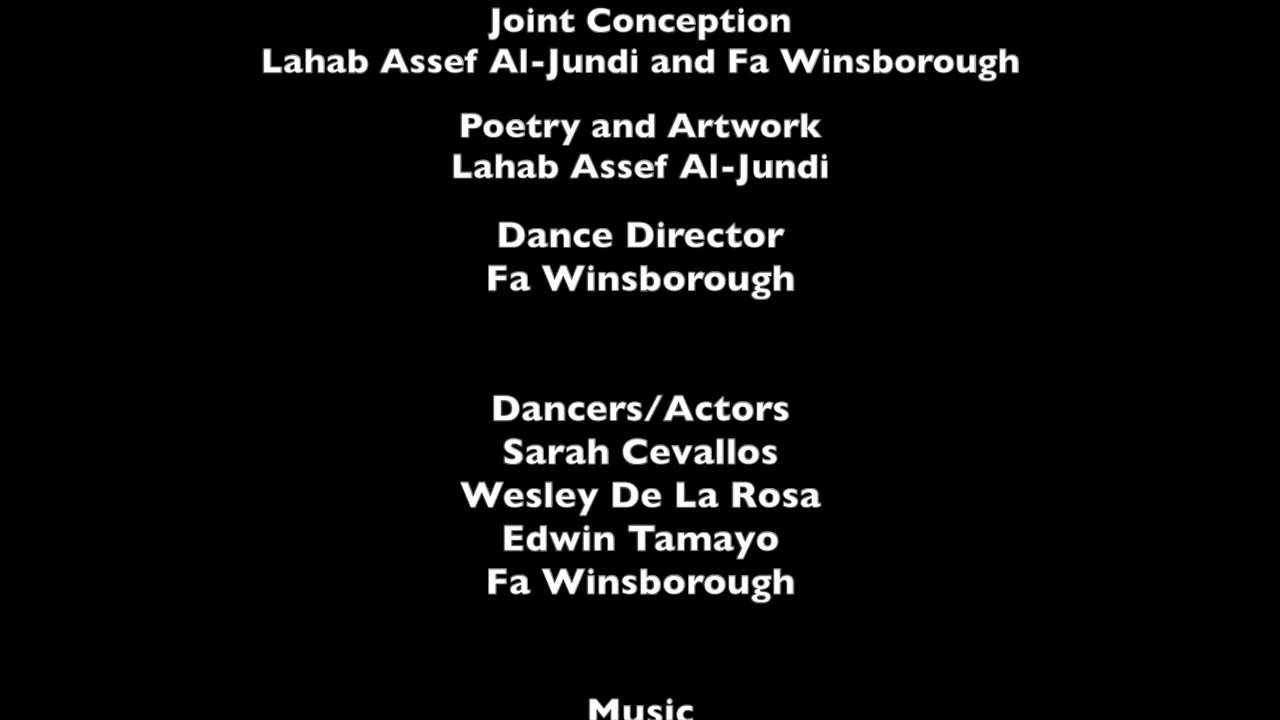 Joint Conception
Lahab Assef Al-Jundi and Fa Winsborough
Poetry and Artwork
Lahab Assef Al-Jundi
Dance Director
Fa Winsborough
Dancers/Actors
Sarah Cevallos
Wesley De La Rosa
Edwin Tamayo
Fa Winsborough
Music